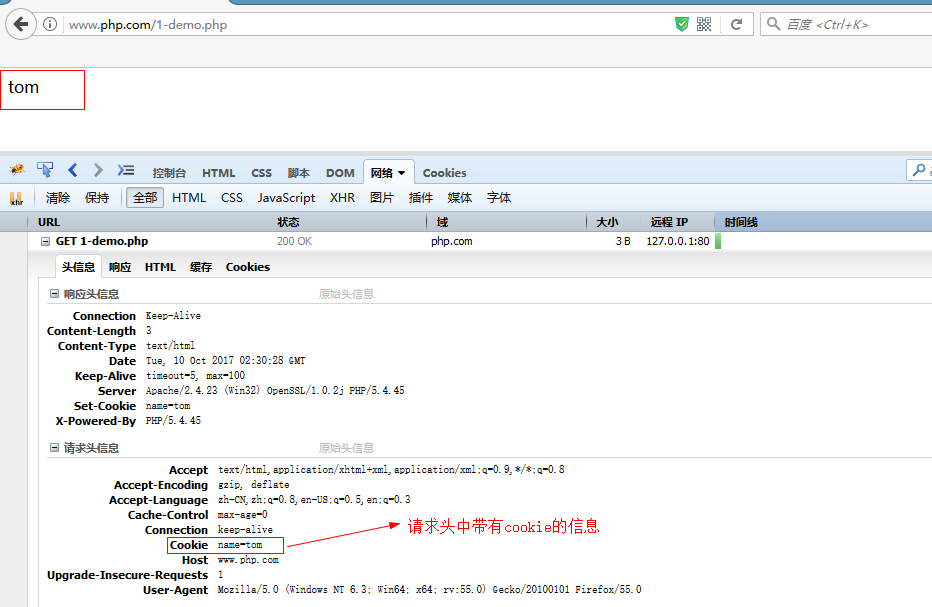 www.php.com/1-demo.php 百度 <Ctrl+K>
tom
控制台 HTML CSS 脚本 DOM 网络 Cookies
清除 保持 全部 HTML CSS JavaScript XHR 图片 插件 媒体 字体
URL 状态 域 大小 远程 IP 时间线
GET 1-demo.php 200 OK php.com 3 B 127.0.0.1:80
头信息 响应 HTML 缓存 Cookies
响应头信息 原始头信息
Connection Keep-Alive
Content-Length 3
Content-Type text/html
Date Tue, 10 Oct 2017 02:30:28 GMT
Keep-Alive timeout=5, max=100
Server Apache/2.4.23 (Win32) OpenSSL/1.0.2j PHP/5.4.45
Set-Cookie name=tom
X-Powered-By PHP/5.4.45
请求头信息 原始头信息
Accept text/html,application/xhtml+xml,application/xml;q=0.9,*/*;q=0.8
Accept-Encoding gzip, deflate
Accept-Language zh-CN,zh;q=0.8,en-US;q=0.5,en;q=0.3
Cache-Control max-age=0
Connection keep-alive
Cookie name=tom 请求头中带有cookie的信息
Host www.php.com
Upgrade-Insecure-Requests 1
User-Agent Mozilla/5.0 (Windows NT 6.3; Win64; x64; rv:55.0) Gecko/20100101 Firefox/55.0